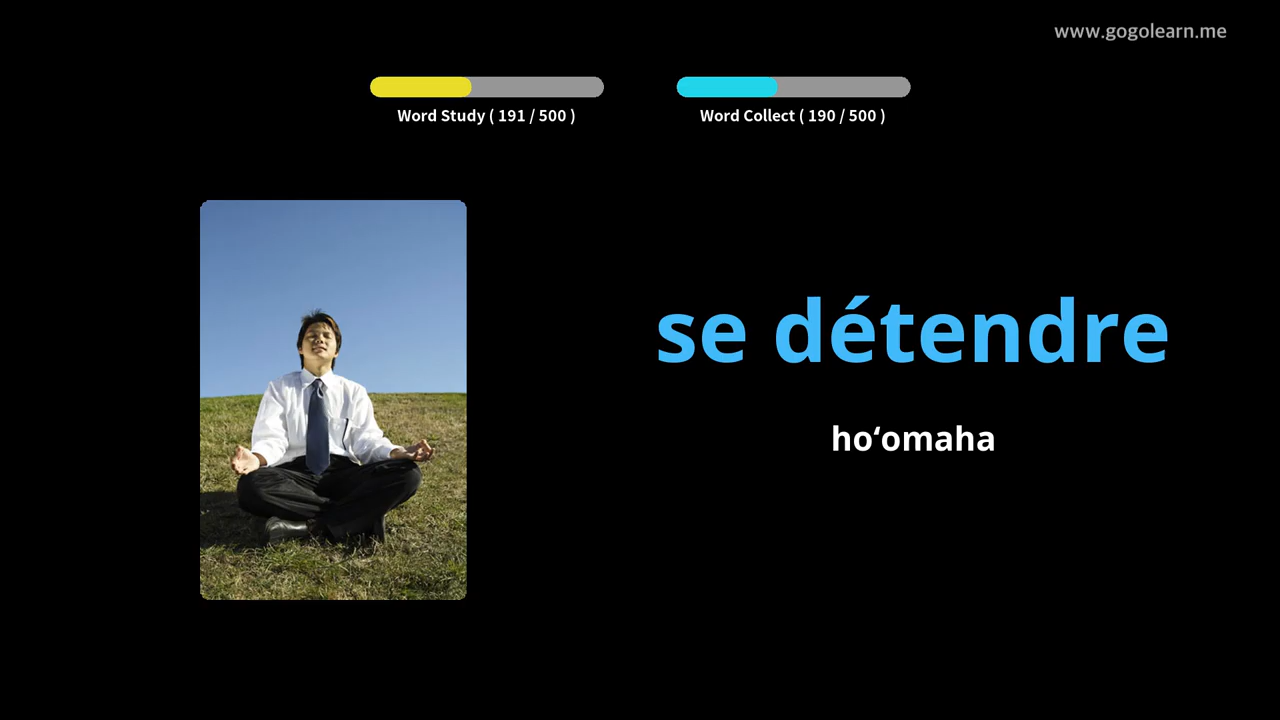 www.gogolearn.me
Word Study ( 191 / 500 )
Word Collect ( 190 / 500 )
se détendre
hoʻomaha